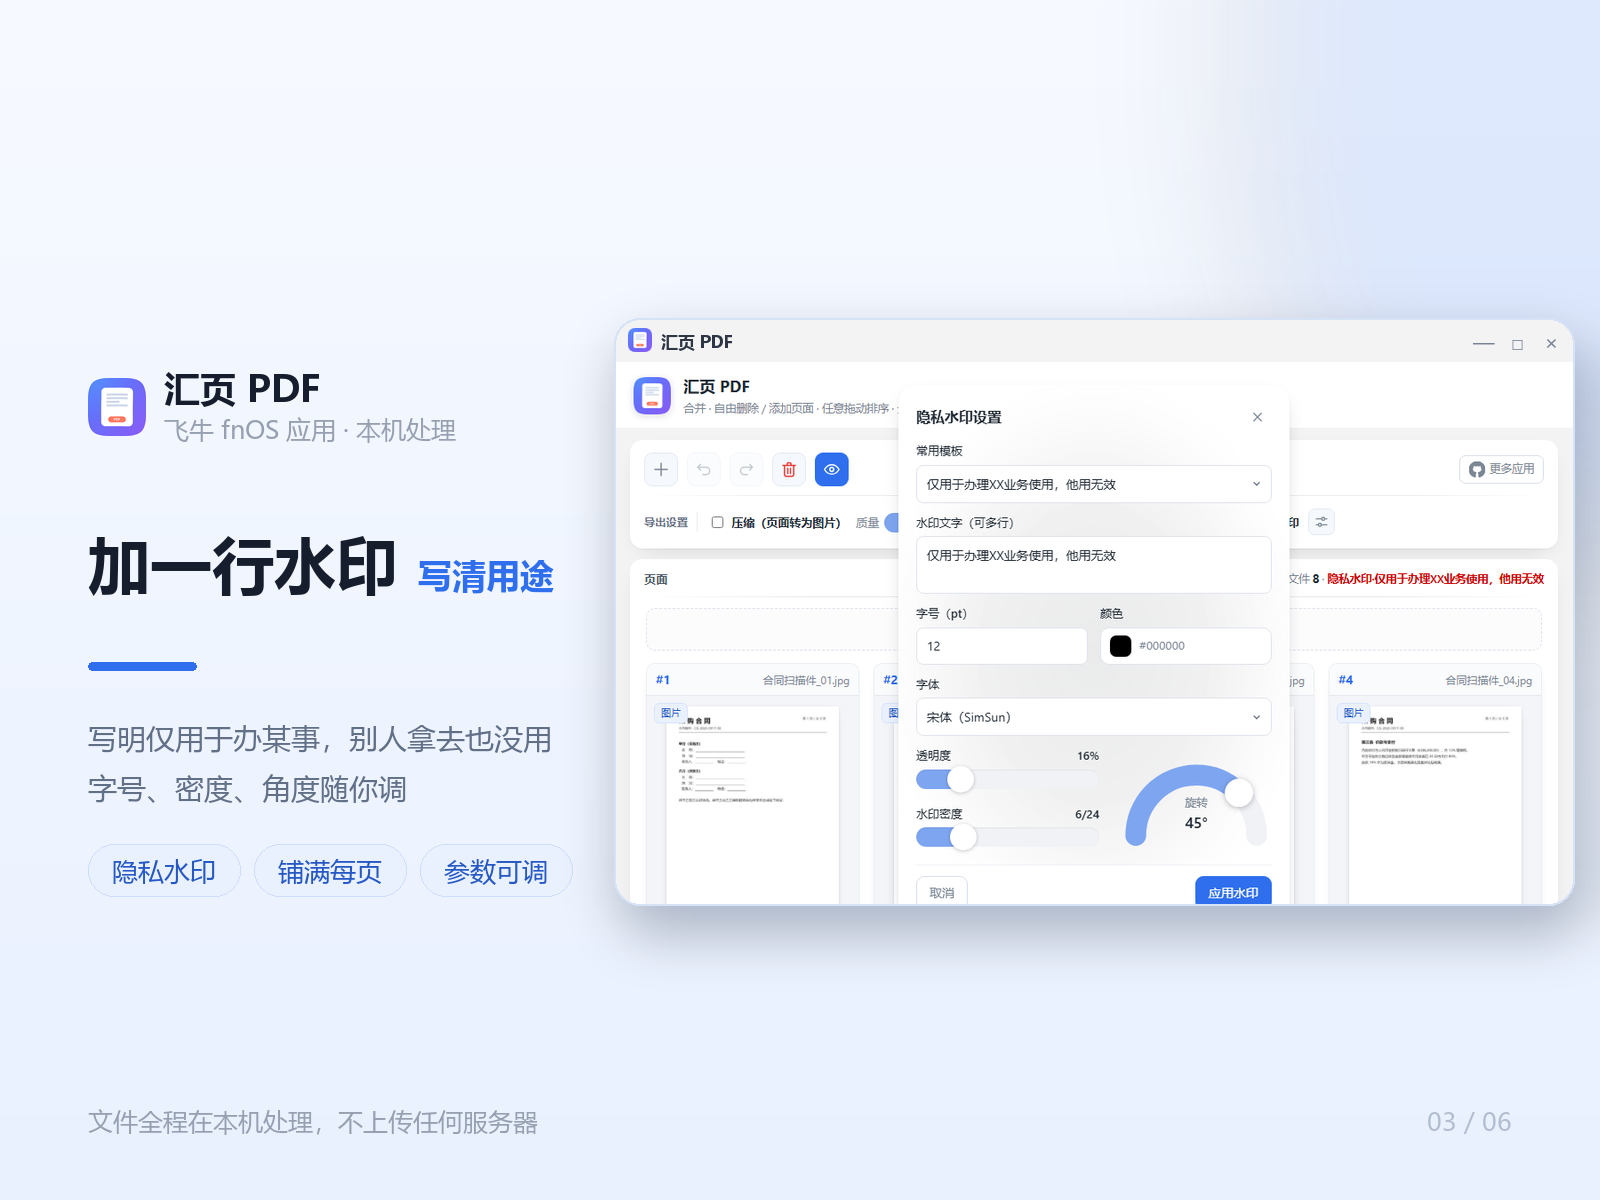 汇页 PDF
飞牛 fnOS 应用 · 本机处理
加一行水印 写清用途
写明仅用于办某事，别人拿去也没用
字号、密度、角度随你调
隐私水印
铺满每页
参数可调
文件全程在本机处理，不上传任何服务器
03 / 06
汇页 PDF
汇页 PDF
合并 · 自由删除 / 添加页面 · 任意拖动排序 ·
更多应用
导出设置
压缩（页面转为图片）
质量
印
页面
文件 8 · 隐私水印·仅用于办理XX业务使用，他用无效
#1
合同扫描件_01.jpg
图片
购 合 同
#2
图
jpg
#4
合同扫描件_04.jpg
图片
购 合 同
隐私水印设置
常用模板
仅用于办理XX业务使用，他用无效
水印文字（可多行）
仅用于办理XX业务使用，他用无效
字号（pt）
颜色
12
#000000
字体
宋体（SimSun）
透明度
16%
水印密度
6/24
旋转
45°
取消
应用水印